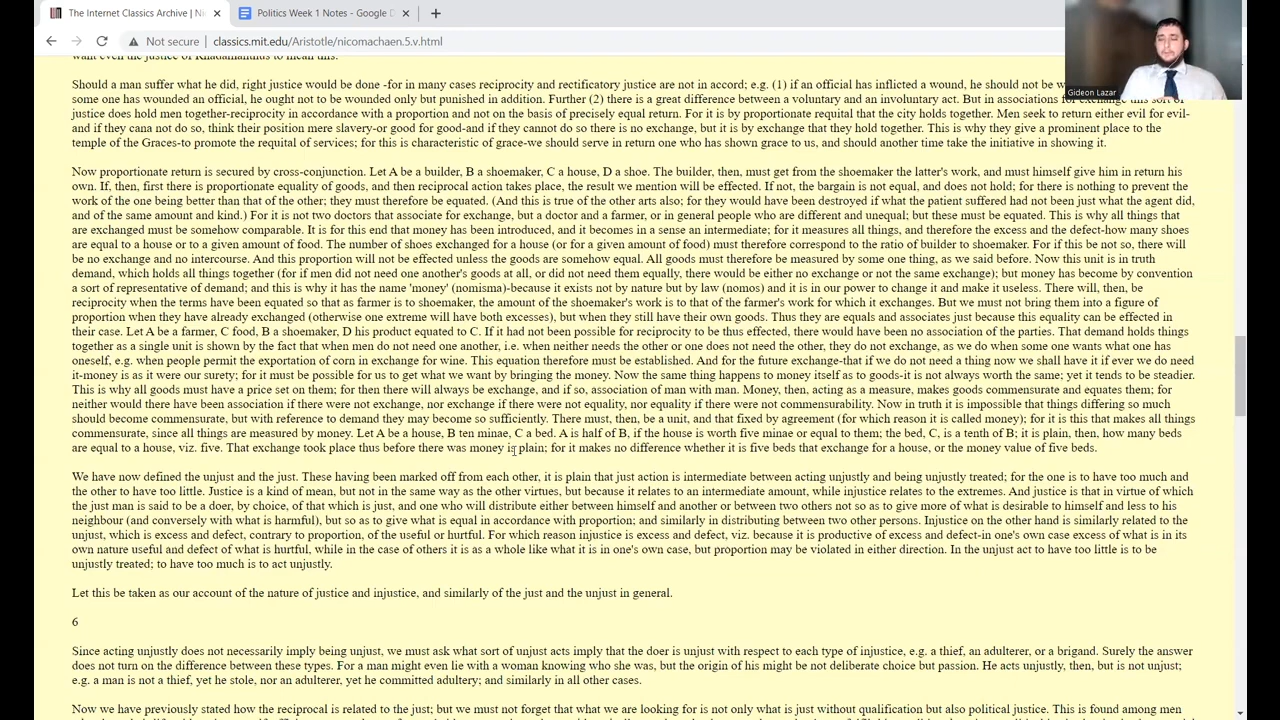 The Internet Classics Archive | Ni
Politics Week 1 Notes - Google D
Not secure
classics.mit.edu/Aristotle/nicomachaen.5.v.html
want even the justice of Rhadamanthus to mean this:
Gideon Lazar
Should a man suffer what he did, right justice would be done -for in many cases reciprocity and rectificatory justice are not in accord; e.g. (1) if an official has inflicted a wound, he should not be w
some one has wounded an official, he ought not to be wounded only but punished in addition. Further (2) there is a great difference between a voluntary and an involuntary act. But in associations for exchange this sort of
justice does hold men together-reciprocity in accordance with a proportion and not on the basis of precisely equal return. For it is by proportionate requital that the city holds together. Men seek to return either evil for evil-
and if they cana not do so, think their position mere slavery-or good for good-and if they cannot do so there is no exchange, but it is by exchange that they hold together. This is why they give a prominent place to the
temple of the Graces-to promote the requital of services; for this is characteristic of grace-we should serve in return one who has shown grace to us, and should another time take the initiative in showing it.
Now proportionate return is secured by cross-conjunction. Let A be a builder, B a shoemaker, C a house, D a shoe. The builder, then, must get from the shoemaker the latter's work, and must himself give him in return his
own. If, then, first there is proportionate equality of goods, and then reciprocal action takes place, the result we mention will be effected. If not, the bargain is not equal, and does not hold; for there is nothing to prevent the
work of the one being better than that of the other; they must therefore be equated. (And this is true of the other arts also; for they would have been destroyed if what the patient suffered had not been just what the agent did,
and of the same amount and kind.) For it is not two doctors that associate for exchange, but a doctor and a farmer, or in general people who are different and unequal; but these must be equated. This is why all things that
are exchanged must be somehow comparable. It is for this end that money has been introduced, and it becomes in a sense an intermediate; for it measures all things, and therefore the excess and the defect-how many shoes
are equal to a house or to a given amount of food. The number of shoes exchanged for a house (or for a given amount of food) must therefore correspond to the ratio of builder to shoemaker. For if this be not so, there will
be no exchange and no intercourse. And this proportion will not be effected unless the goods are somehow equal. All goods must therefore be measured by some one thing, as we said before. Now this unit is in truth
demand, which holds all things together (for if men did not need one another's goods at all, or did not need them equally, there would be either no exchange or not the same exchange); but money has become by convention
a sort of representative of demand; and this is why it has the name 'money' (nomisma)-because it exists not by nature but by law (nomos) and it is in our power to change it and make it useless. There will, then, be
reciprocity when the terms have been equated so that as farmer is to shoemaker, the amount of the shoemaker's work is to that of the farmer's work for which it exchanges. But we must not bring them into a figure of
proportion when they have already exchanged (otherwise one extreme will have both excesses), but when they still have their own goods. Thus they are equals and associates just because this equality can be effected in
their case. Let A be a farmer, C food, B a shoemaker, D his product equated to C. If it had not been possible for reciprocity to be thus effected, there would have been no association of the parties. That demand holds things
together as a single unit is shown by the fact that when men do not need one another, i.e. when neither needs the other or one does not need the other, they do not exchange, as we do when some one wants what one has
oneself, e.g. when people permit the exportation of corn in exchange for wine. This equation therefore must be established. And for the future exchange-that if we do not need a thing now we shall have it if ever we do need
it-money is as it were our surety; for it must be possible for us to get what we want by bringing the money. Now the same thing happens to money itself as to goods-it is not always worth the same; yet it tends to be steadier.
This is why all goods must have a price set on them; for then there will always be exchange, and if so, association of man with man. Money, then, acting as a measure, makes goods commensurate and equates them; for
neither would there have been association if there were not exchange, nor exchange if there were not equality, nor equality if there were not commensurability. Now in truth it is impossible that things differing so much
should become commensurate, but with reference to demand they may become so sufficiently. There must, then, be a unit, and that fixed by agreement (for which reason it is called money); for it is this that makes all things
commensurate, since all things are measured by money. Let A be a house, B ten minae, C a bed. A is half of B, if the house is worth five minae or equal to them; the bed, C, is a tenth of B; it is plain, then, how many beds
are equal to a house, viz. five. That exchange took place thus before there was money is plain; for it makes no difference whether it is five beds that exchange for a house, or the money value of five beds.
We have now defined the unjust and the just. These having been marked off from each other, it is plain that just action is intermediate between acting unjustly and being unjustly treated; for the one is to have too much and
the other to have too little. Justice is a kind of mean, but not in the same way as the other virtues, but because it relates to an intermediate amount, while injustice relates to the extremes. And justice is that in virtue of which
the just man is said to be a doer, by choice, of that which is just, and one who will distribute either between himself and another or between two others not so as to give more of what is desirable to himself and less to his
neighbour (and conversely with what is harmful), but so as to give what is equal in accordance with proportion; and similarly in distributing between two other persons. Injustice on the other hand is similarly related to the
unjust, which is excess and defect, contrary to proportion, of the useful or hurtful. For which reason injustice is excess and defect, viz. because it is productive of excess and defect-in one's own case excess of what is in its
own nature useful and defect of what is hurtful, while in the case of others it is as a whole like what it is in one's own case, but proportion may be violated in either direction. In the unjust act to have too little is to be
unjustly treated; to have too much is to act unjustly.
Let this be taken as our account of the nature of justice and injustice, and similarly of the just and the unjust in general.
6
Since acting unjustly does not necessarily imply being unjust, we must ask what sort of unjust acts imply that the doer is unjust with respect to each type of injustice, e.g. a thief, an adulterer, or a brigand. Surely the answer
does not turn on the difference between these types. For a man might even lie with a woman knowing who she was, but the origin of his might be not deliberate choice but passion. He acts unjustly, then, but is not unjust;
e.g. a man is not a thief, yet he stole, nor an adulterer, yet he committed adultery; and similarly in all other cases.
Now we have previously stated how the reciprocal is related to the just; but we must not forget that what we are looking for is not only what is just without qualification but also political justice. This is found among men